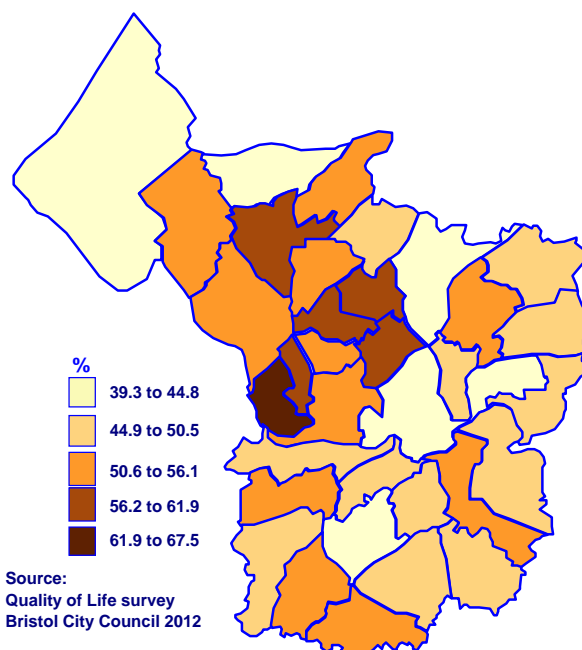 %
39.3 to 44.8
44.9 to 50.5
50.6 to 56.1
56.2 to 61.9
61.9 to 67.5
Source:
Quality of Life survey
Bristol City Council 2012